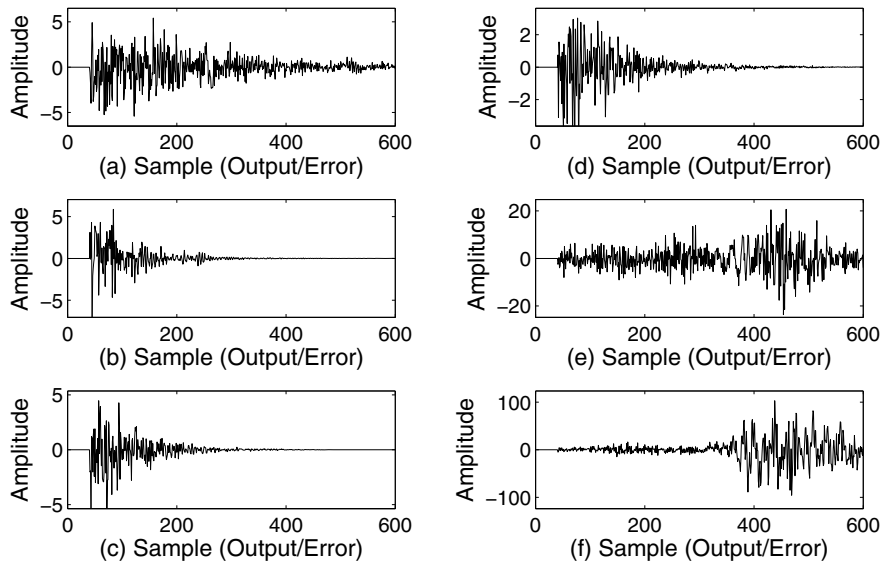 Amplitude
5
0
−5
0 200 400 600
(a) Sample (Output/Error)
Amplitude
5
0
−5
0 200 400 600
(b) Sample (Output/Error)
Amplitude
5
0
−5
0 200 400 600
(c) Sample (Output/Error)
Amplitude
2
0
−2
0 200 400 600
(d) Sample (Output/Error)
Amplitude
20
0
−20
0 200 400 600
(e) Sample (Output/Error)
Amplitude
100
0
−100
0 200 400 600
(f) Sample (Output/Error)